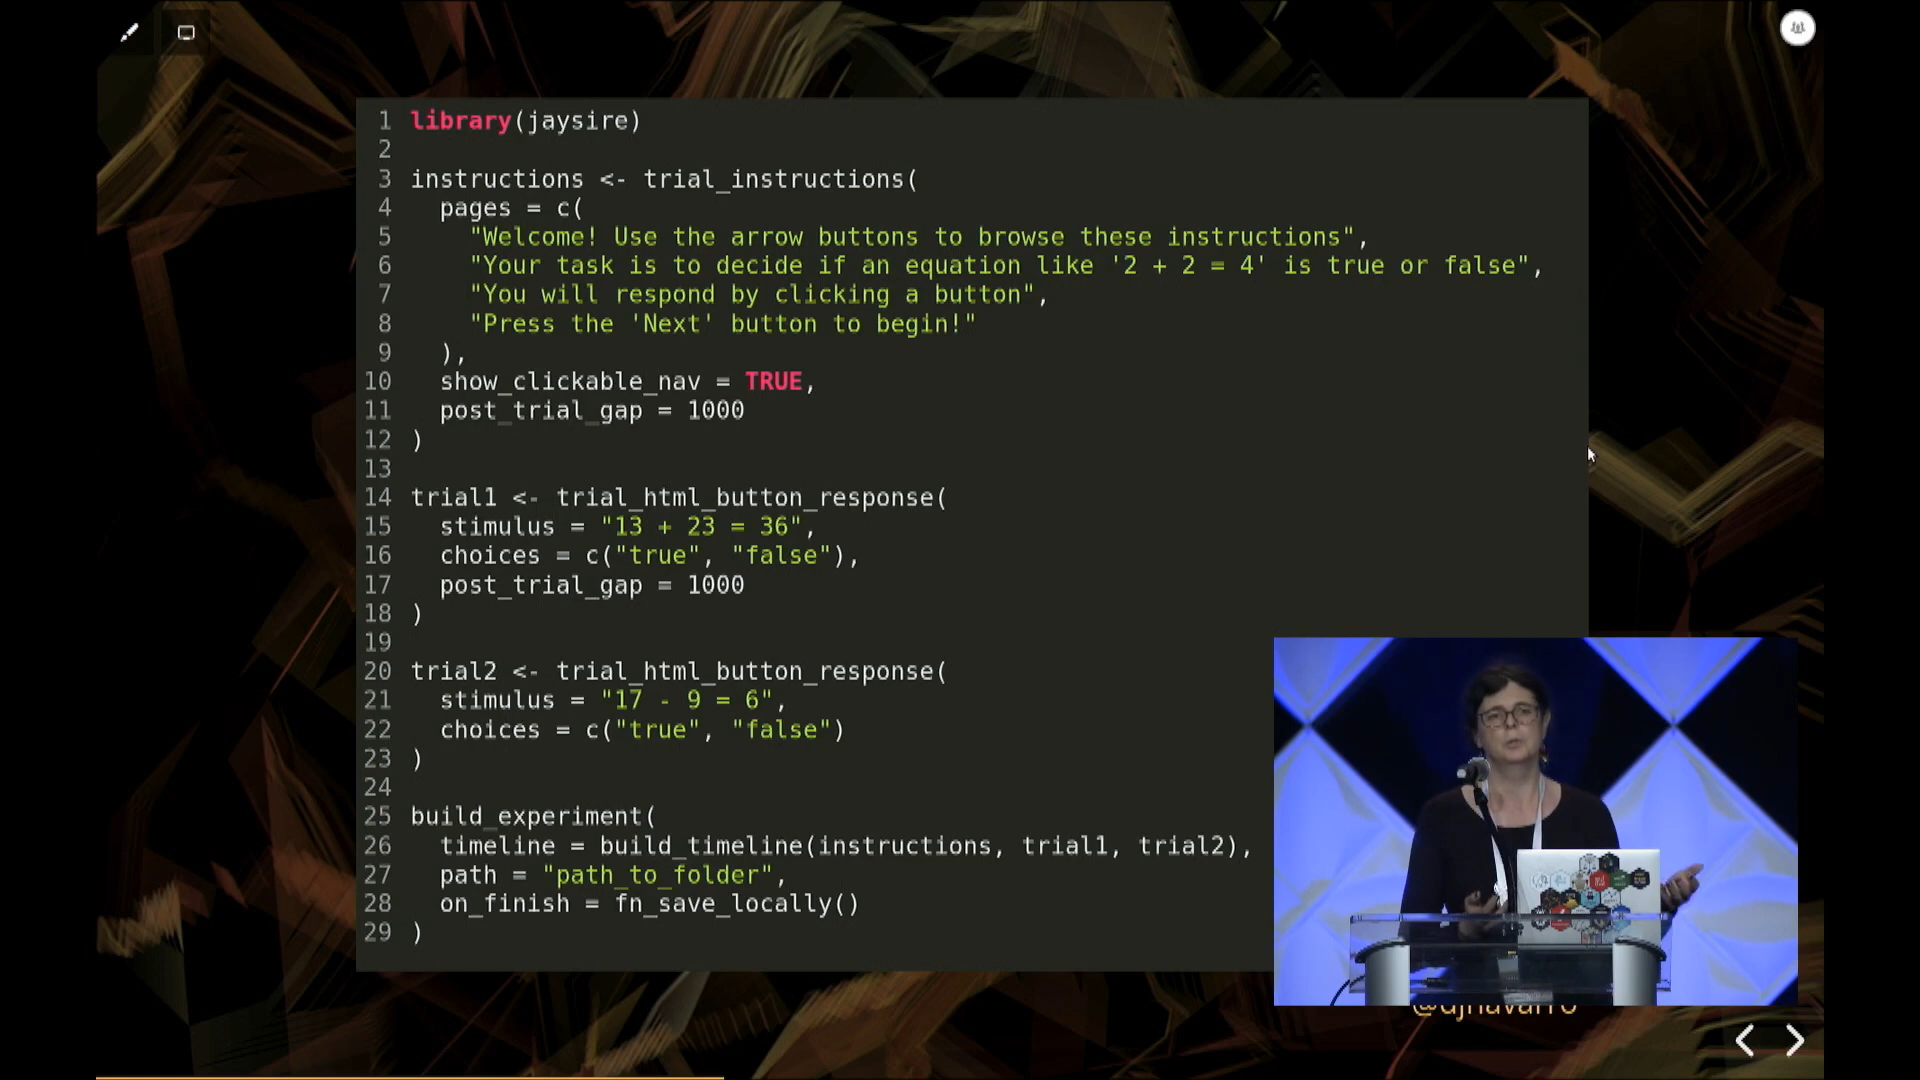 1 library(jaysire)
2
3 instructions <- trial_instructions(
4   pages = c(
5     "Welcome! Use the arrow buttons to browse these instructions",
6     "Your task is to decide if an equation like '2 + 2 = 4' is true or false",
7     "You will respond by clicking a button",
8     "Press the 'Next' button to begin!"
9   ),
10   show_clickable_nav = TRUE,
11   post_trial_gap = 1000
12 )
13
14 trial1 <- trial_html_button_response(
15   stimulus = "13 + 23 = 36",
16   choices = c("true", "false"),
17   post_trial_gap = 1000
18 )
19
20 trial2 <- trial_html_button_response(
21   stimulus = "17 - 9 = 6",
22   choices = c("true", "false")
23 )
24
25 build_experiment(
26   timeline = build_timeline(instructions, trial1, trial2),
27   path = "path_to_folder",
28   on_finish = fn_save_locally()
29 )
@djnavarro